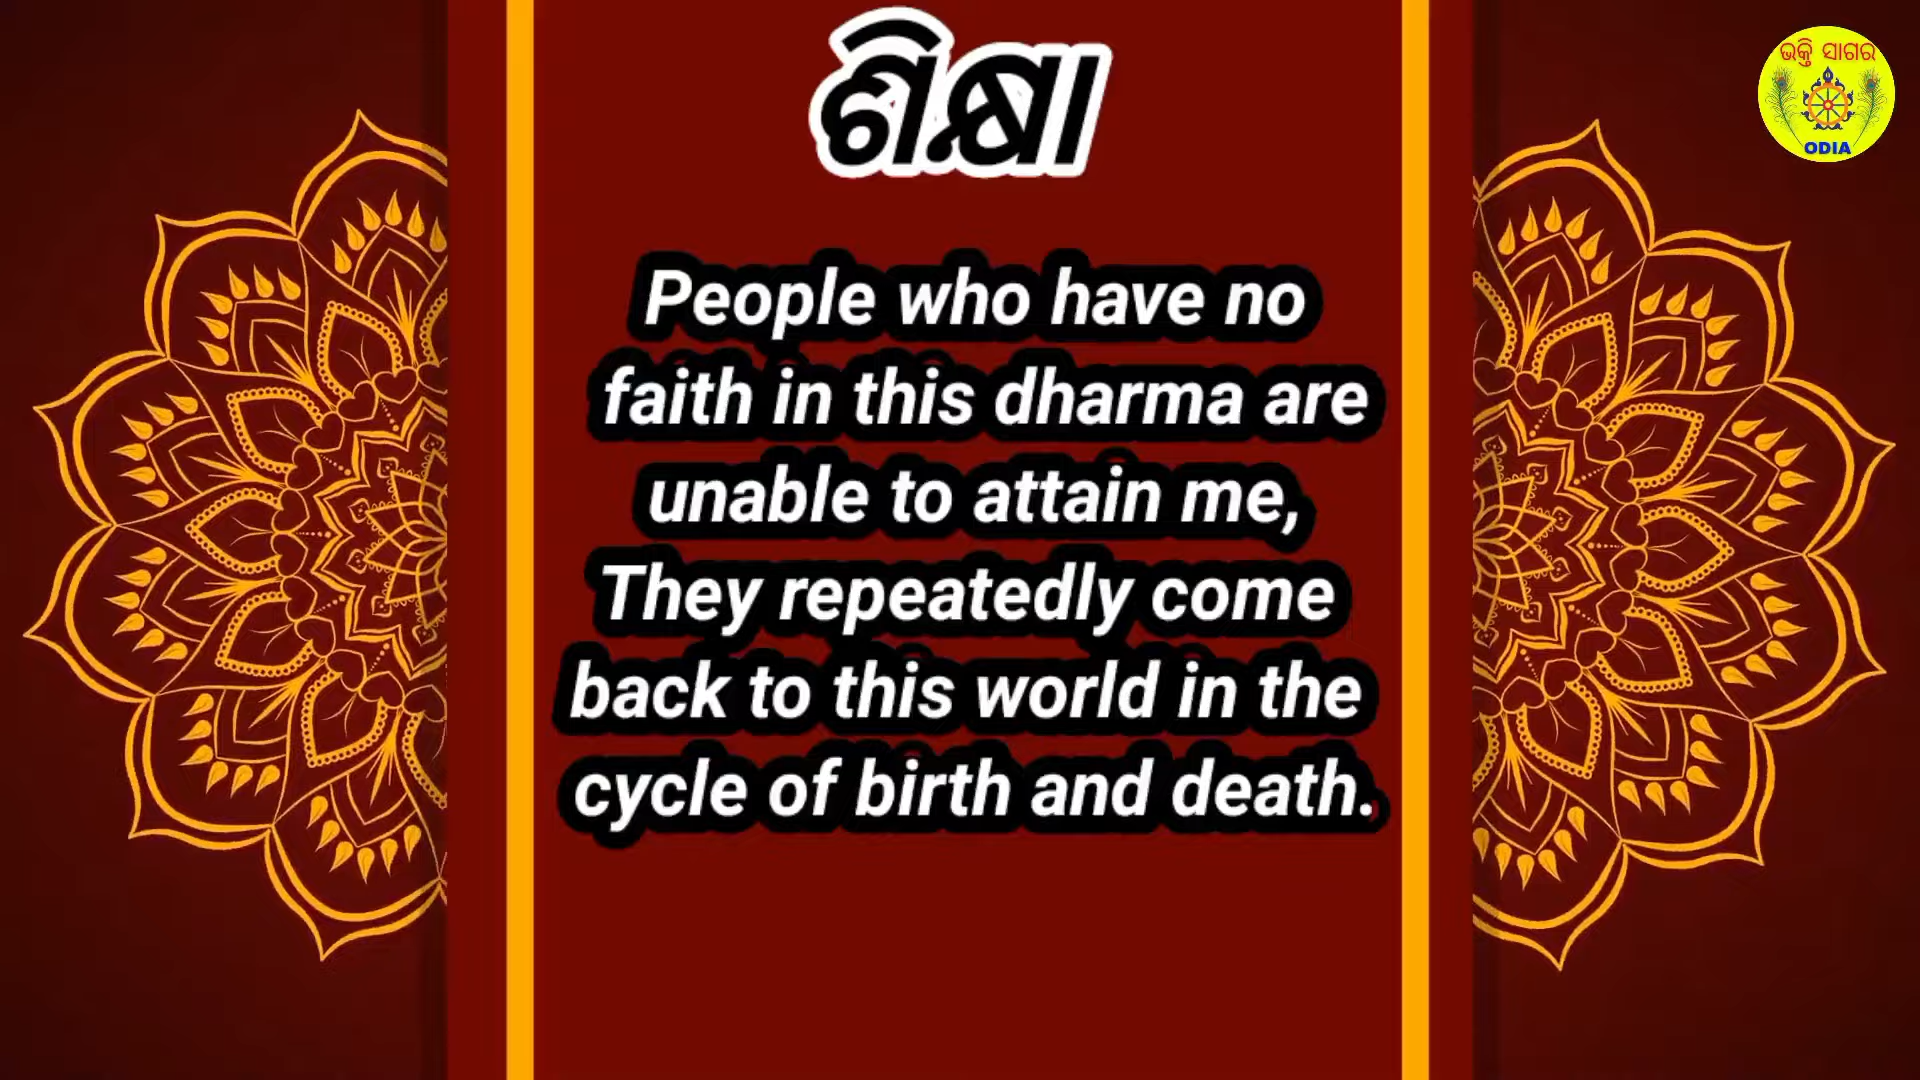 ଶିକ୍ଷା
ଭକ୍ତି ସାଗର
ODIA
People who have no
faith in this dharma are
unable to attain me,
They repeatedly come
back to this world in the
cycle of birth and death.